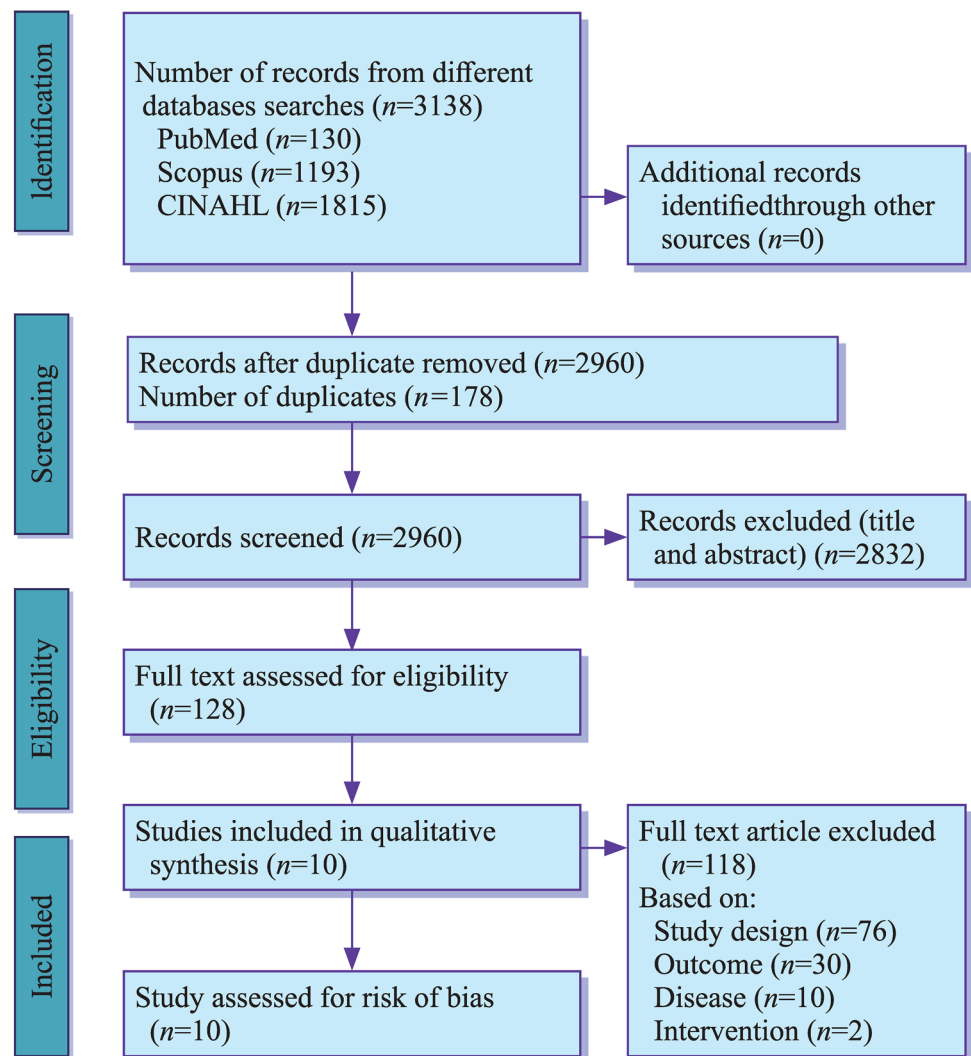 Identification
Number of records from different
databases searches (n=3138)
PubMed (n=130)
Scopus (n=1193)
CINAHL (n=1815)
Additional records
identifiedthrough other
sources (n=0)
Screening
Records after duplicate removed (n=2960)
Number of duplicates (n=178)
Records screened (n=2960)
Records excluded (title
and abstract) (n=2832)
Eligibility
Full text assessed for eligibility
(n=128)
Included
Studies included in qualitative
synthesis (n=10)
Full text article excluded
(n=118)
Based on:
Study design (n=76)
Outcome (n=30)
Disease (n=10)
Intervention (n=2)
Study assessed for risk of bias
(n=10)